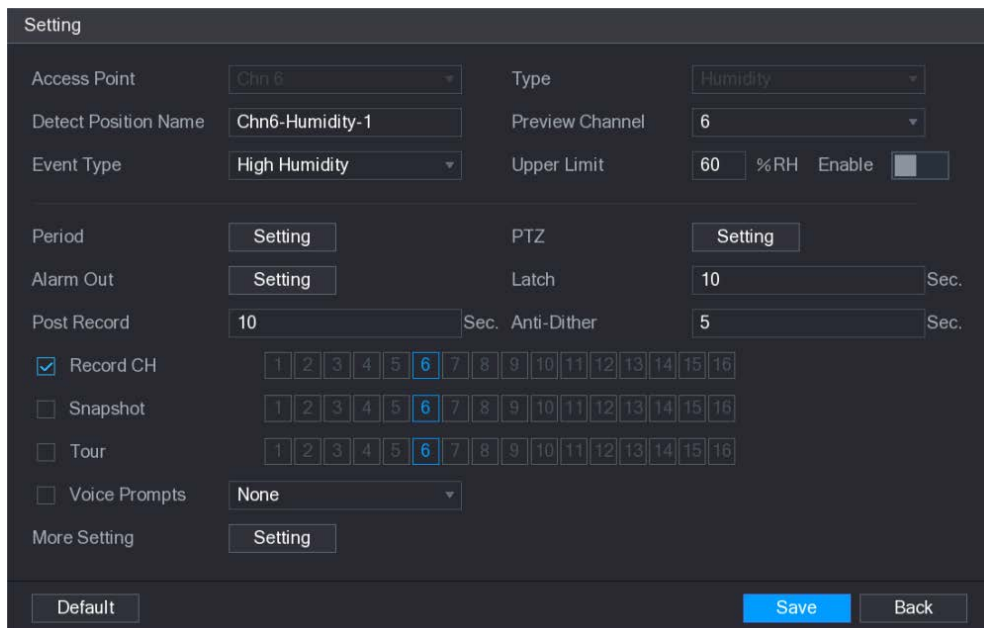 Setting
Access Point Chn 6 Type Humidity
Detect Position Name Chn6-Humidity-1 Preview Channel 6
Event Type High Humidity Upper Limit 60 %RH Enable
Period Setting PTZ Setting
Alarm Out Setting Latch 10 Sec.
Post Record 10 Sec. Anti-Dither 5 Sec.
Record CH 1 2 3 4 5 6 7 8 9 10 11 12 13 14 15 16
Snapshot 1 2 3 4 5 6 7 8 9 10 11 12 13 14 15 16
Tour 1 2 3 4 5 6 7 8 9 10 11 12 13 14 15 16
Voice Prompts None
More Setting Setting
Default Save Back